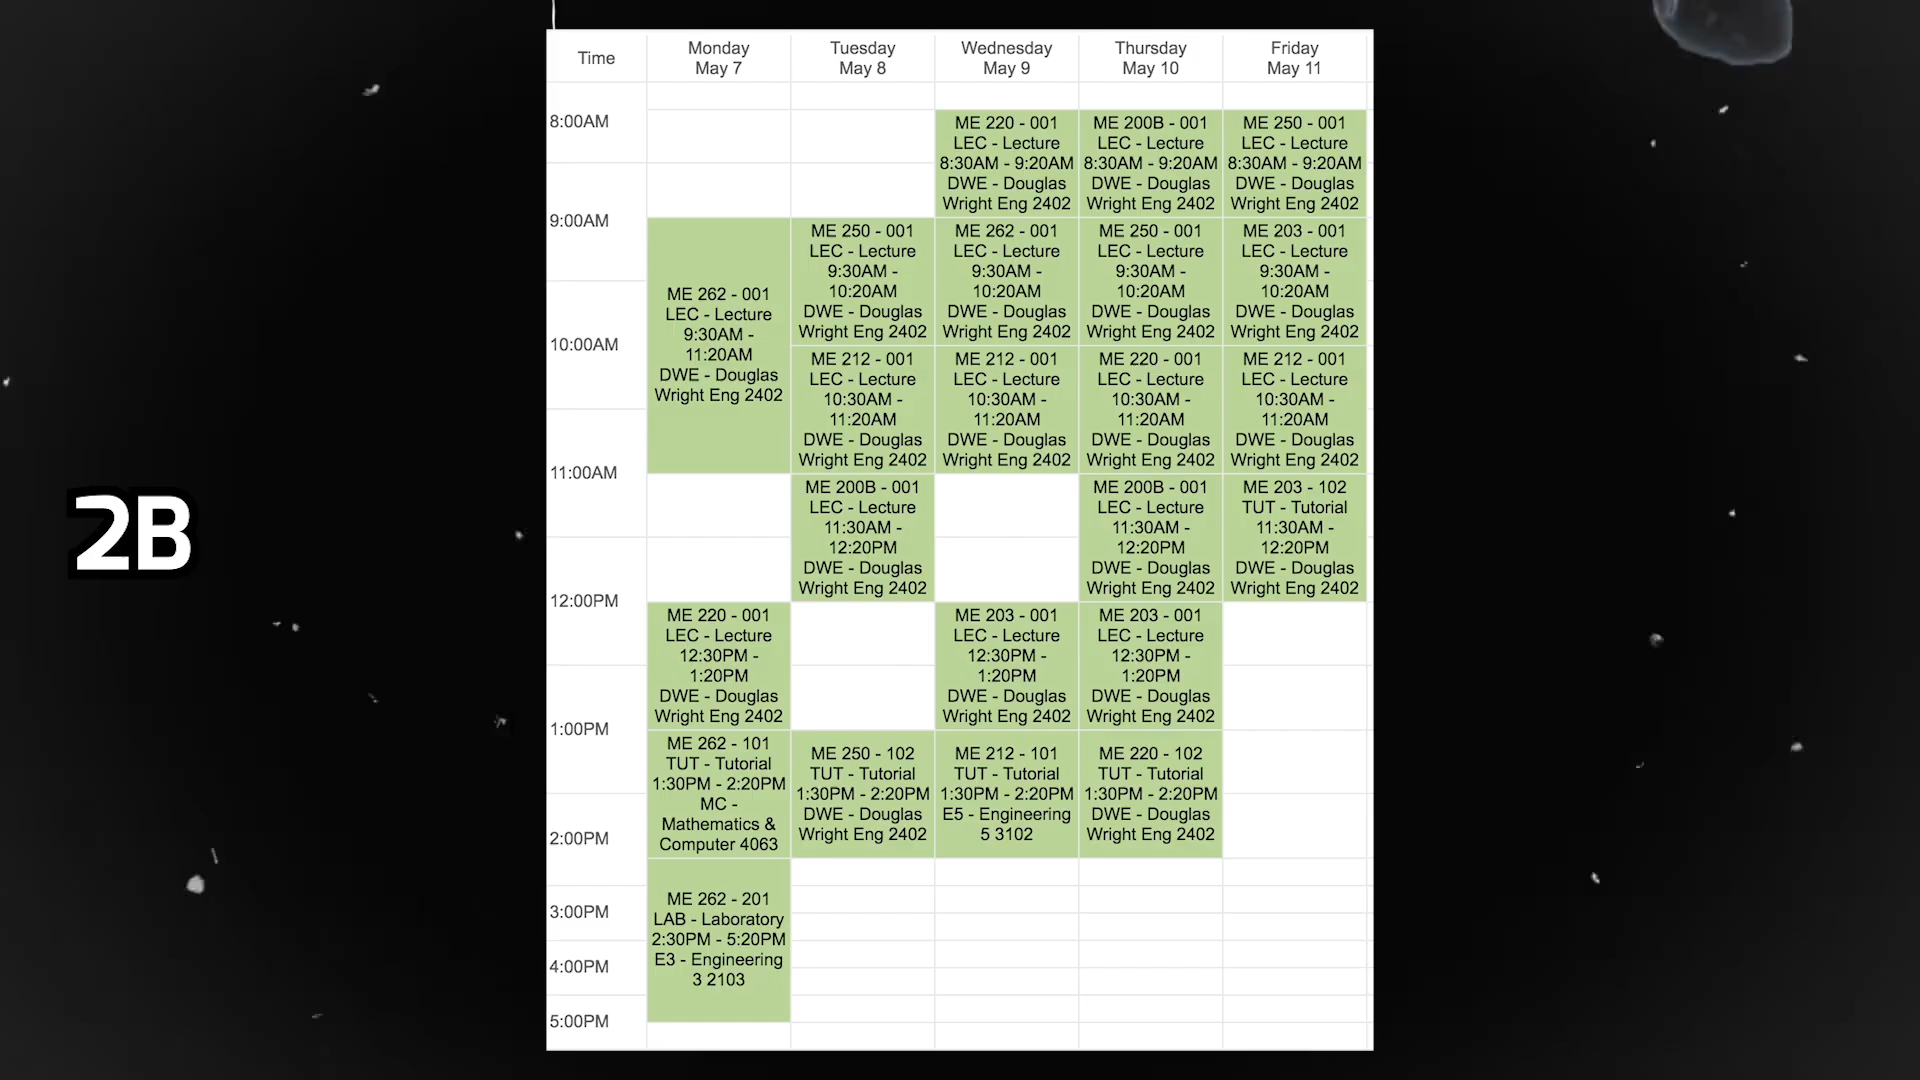 2B
Time
Monday
May 7
Tuesday
May 8
Wednesday
May 9
Thursday
May 10
Friday
May 11
8:00AM
ME 220 - 001
LEC - Lecture
8:30AM - 9:20AM
DWE - Douglas
Wright Eng 2402
ME 200B - 001
LEC - Lecture
8:30AM - 9:20AM
DWE - Douglas
Wright Eng 2402
ME 250 - 001
LEC - Lecture
8:30AM - 9:20AM
DWE - Douglas
Wright Eng 2402
9:00AM
ME 262 - 001
LEC - Lecture
9:30AM -
11:20AM
DWE - Douglas
Wright Eng 2402
ME 250 - 001
LEC - Lecture
9:30AM -
10:20AM
DWE - Douglas
Wright Eng 2402
ME 262 - 001
LEC - Lecture
9:30AM -
10:20AM
DWE - Douglas
Wright Eng 2402
ME 250 - 001
LEC - Lecture
9:30AM -
10:20AM
DWE - Douglas
Wright Eng 2402
ME 203 - 001
LEC - Lecture
9:30AM -
10:20AM
DWE - Douglas
Wright Eng 2402
10:00AM
ME 212 - 001
LEC - Lecture
10:30AM -
11:20AM
DWE - Douglas
Wright Eng 2402
ME 212 - 001
LEC - Lecture
10:30AM -
11:20AM
DWE - Douglas
Wright Eng 2402
ME 220 - 001
LEC - Lecture
10:30AM -
11:20AM
DWE - Douglas
Wright Eng 2402
ME 212 - 001
LEC - Lecture
10:30AM -
11:20AM
DWE - Douglas
Wright Eng 2402
11:00AM
ME 200B - 001
LEC - Lecture
11:30AM -
12:20PM
DWE - Douglas
Wright Eng 2402
ME 200B - 001
LEC - Lecture
11:30AM -
12:20PM
DWE - Douglas
Wright Eng 2402
ME 203 - 102
TUT - Tutorial
11:30AM -
12:20PM
DWE - Douglas
Wright Eng 2402
12:00PM
ME 220 - 001
LEC - Lecture
12:30PM -
1:20PM
DWE - Douglas
Wright Eng 2402
ME 203 - 001
LEC - Lecture
12:30PM -
1:20PM
DWE - Douglas
Wright Eng 2402
ME 203 - 001
LEC - Lecture
12:30PM -
1:20PM
DWE - Douglas
Wright Eng 2402
1:00PM
ME 262 - 101
TUT - Tutorial
1:30PM - 2:20PM
MC -
Mathematics &
Computer 4063
ME 250 - 102
TUT - Tutorial
1:30PM - 2:20PM
DWE - Douglas
Wright Eng 2402
ME 212 - 101
TUT - Tutorial
1:30PM - 2:20PM
E5 - Engineering
5 3102
ME 220 - 102
TUT - Tutorial
1:30PM - 2:20PM
DWE - Douglas
Wright Eng 2402
2:00PM
ME 262 - 201
LAB - Laboratory
2:30PM - 5:20PM
E3 - Engineering
3 2103
3:00PM
4:00PM
5:00PM